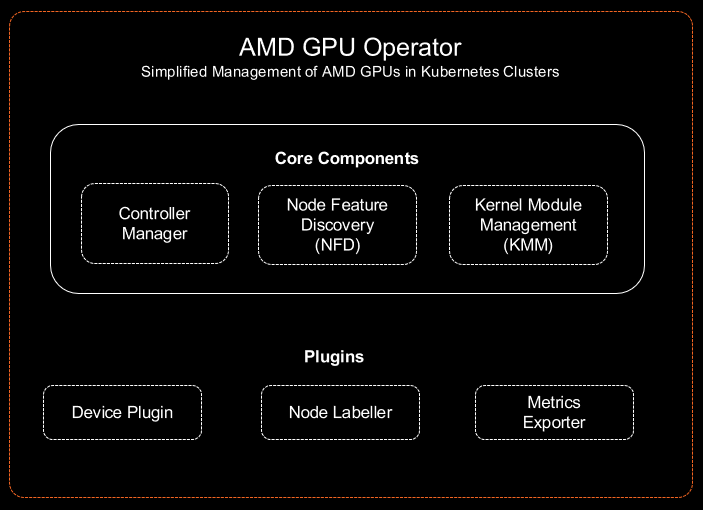 AMD GPU Operator
Simplified Management of AMD GPUs in Kubernetes Clusters
Core Components
Controller
Manager
Node Feature
Discovery
(NFD)
Kernel Module
Management
(KMM)
Plugins
Device Plugin
Node Labeller
Metrics
Exporter